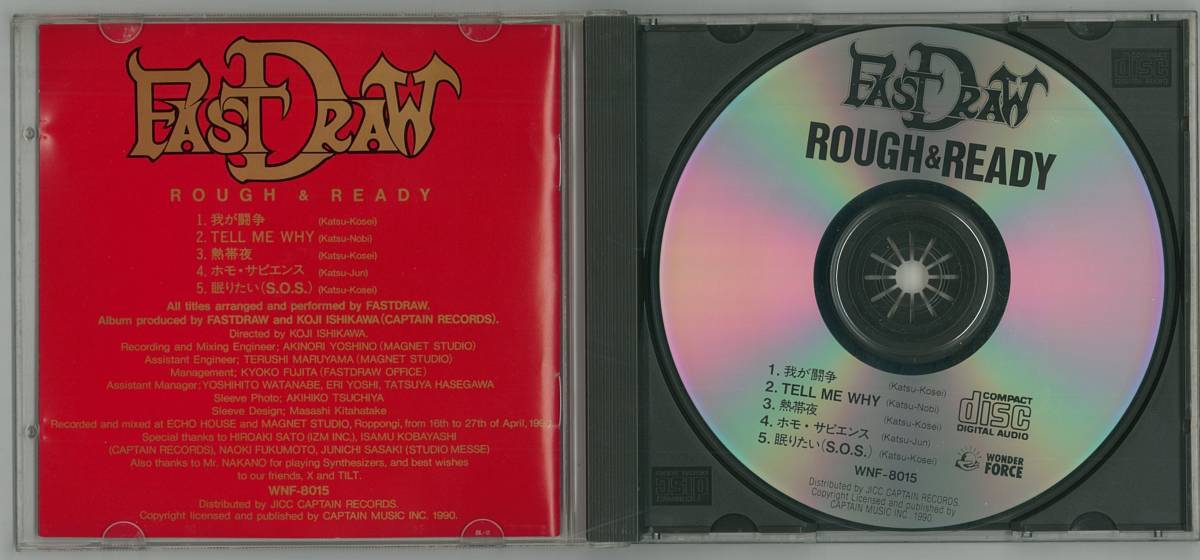 FAST DRAW
ROUGH & READY
1. 我が闘争 (Katsu-Kosei)
2. TELL ME WHY (Katsu-Nobi)
3. 熱帯夜 (Katsu-Kosei)
4. ホモ・サピエンス (Katsu-Jun)
5. 眠りたい(S.O.S.) (Katsu-Kosei)
All titles arranged and performed by FASTDRAW.
Album produced by FASTDRAW and KOJI ISHIKAWA(CAPTAIN RECORDS).
Directed by KOJI ISHIKAWA.
Recording and Mixing Engineer; AKINORI YOSHINO (MAGNET STUDIO)
Assistant Engineer; TERUSHI MARUYAMA (MAGNET STUDIO)
Management; KYOKO FUJITA (FASTDRAW OFFICE)
Assistant Manager; YOSHIHITO WATANABE, ERI YOSHI, TATSUYA HASEGAWA
Sleeve Photo; AKIHIKO TSUCHIYA
Sleeve Design; Masashi Kitahatake
Recorded and mixed at ECHO HOUSE and MAGNET STUDIO, Roppongi, from 16th to 27th of April,
Special thanks to HIROAKI SATO (IZM INC.), ISAMU KOBAYASHI
(CAPTAIN RECORDS), NAOKI FUKUMOTO, JUNICHI SASAKI (STUDIO MESSE)
Also thanks to Mr. NAKANO for playing Synthesizers, and best wishes
to our friends, X and TILT.
WNF-8015
Distributed by JICC CAPTAIN RECORDS.
Copyright licensed and published by CAPTAIN MUSIC INC. 1990.
FAST DRAW
ROUGH&READY
1. 我が闘争 (Katsu-Kosei)
2. TELL ME WHY (Katsu-Nobi)
3. 熱帯夜 (Katsu-Kosei)
4. ホモ・サピエンス (Katsu-Jun)
5. 眠りたい(S.O.S.) (Katsu-Kosei)
COMPACT
disc
DIGITAL AUDIO
WONDER
FORCE
WNF-8015
Distributed by JICC CAPTAIN RECORDS.
Copyright Licensed and published by
CAPTAIN MUSIC INC. 1990.
disc